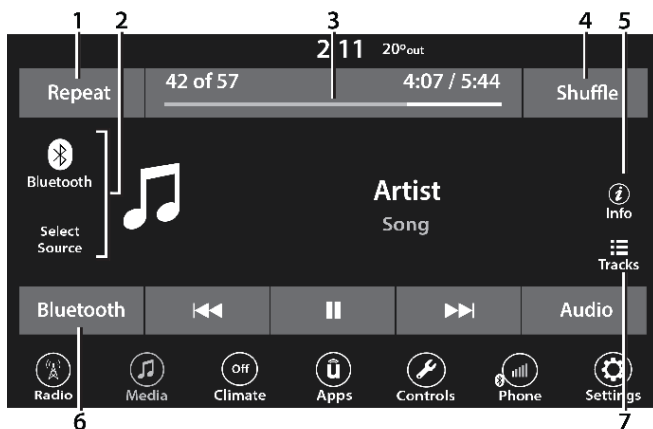 1 2 3 4 5
2 11 20°out
Repeat
42 of 57 4:07 / 5:44
Shuffle
Bluetooth
Select
Source
Artist
Song
i
Info
Tracks
Bluetooth
Audio
Radio
Media
Off
Climate
û
Apps
Controls
Phone
Settings
6 7